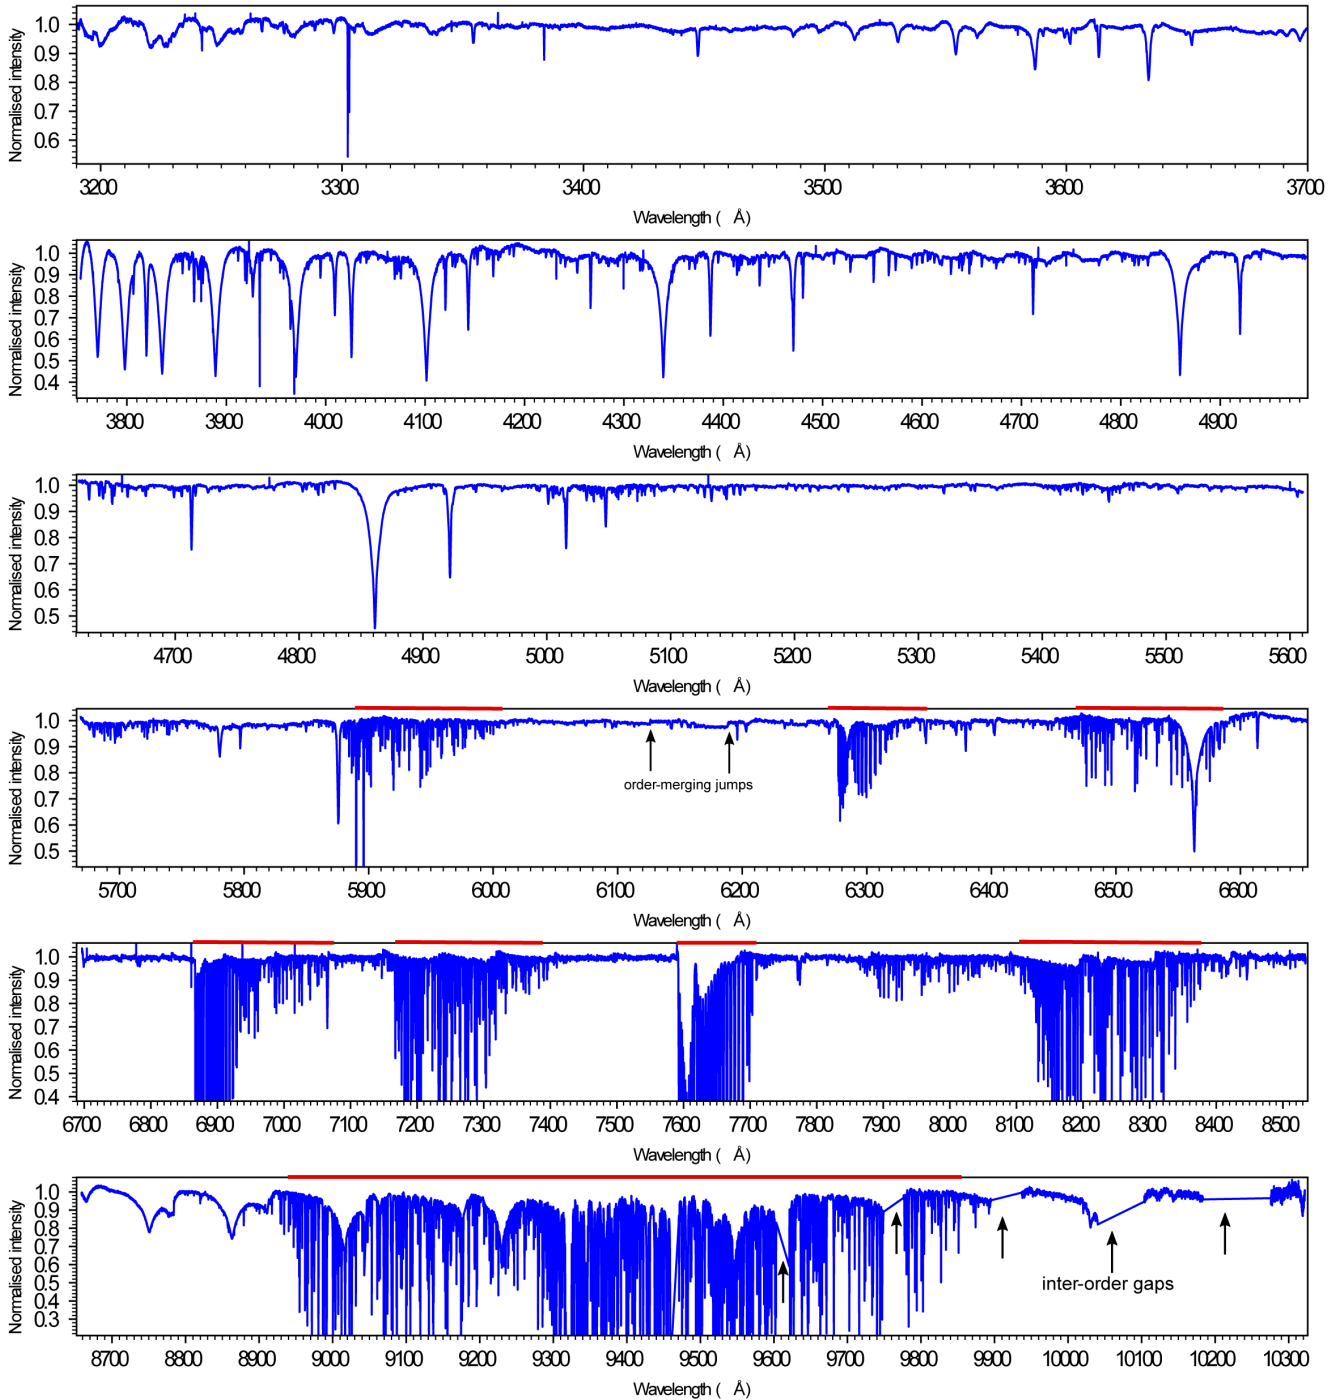 Normalised intensity
1.0
0.9
0.8
0.7
0.6
3200 3300 3400 3500 3600 3700
Wavelength ( Å)
Normalised intensity
1.0
0.9
0.8
0.7
0.6
0.5
0.4
3800 3900 4000 4100 4200 4300 4400 4500 4600 4700 4800 4900
Wavelength ( Å)
Normalised intensity
1.0
0.9
0.8
0.7
0.6
0.5
4700 4800 4900 5000 5100 5200 5300 5400 5500 5600
Wavelength ( Å)
Normalised intensity
1.0
0.9
0.8
0.7
0.6
0.5
order-merging jumps
5700 5800 5900 6000 6100 6200 6300 6400 6500 6600
Wavelength ( Å)
Normalised intensity
1.0
0.9
0.8
0.7
0.6
0.5
0.4
6700 6800 6900 7000 7100 7200 7300 7400 7500 7600 7700 7800 7900 8000 8100 8200 8300 8400 8500
Wavelength ( Å)
Normalised intensity
1.0
0.9
0.8
0.7
0.6
0.5
0.4
0.3
inter-order gaps
8700 8800 8900 9000 9100 9200 9300 9400 9500 9600 9700 9800 9900 10000 10100 10200 10300
Wavelength ( Å)